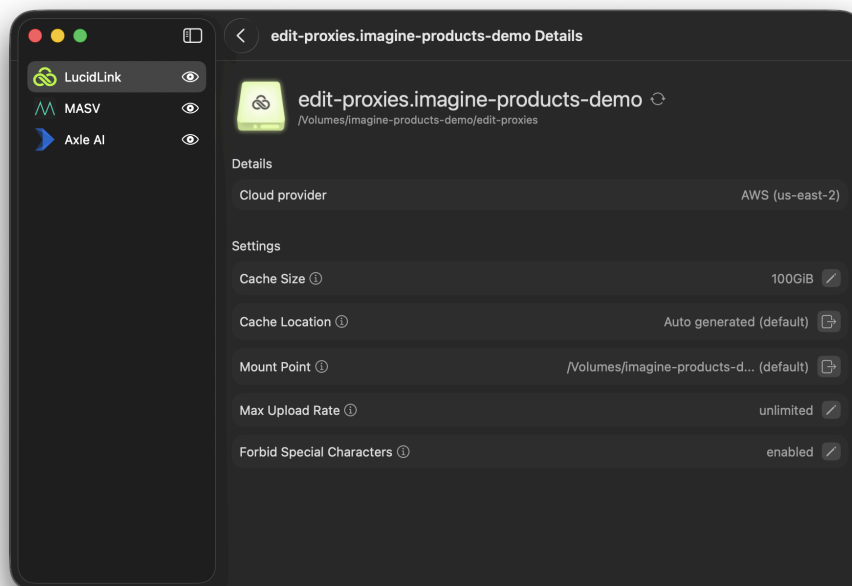 edit-proxies.imagine-products-demo Details
LucidLink
MASV
Axle AI
edit-proxies.imagine-products-demo
/Volumes/imagine-products-demo/edit-proxies
Details
Cloud provider AWS (us-east-2)
Settings
Cache Size 100GiB
Cache Location Auto generated (default)
Mount Point /Volumes/imagine-products-d... (default)
Max Upload Rate unlimited
Forbid Special Characters enabled